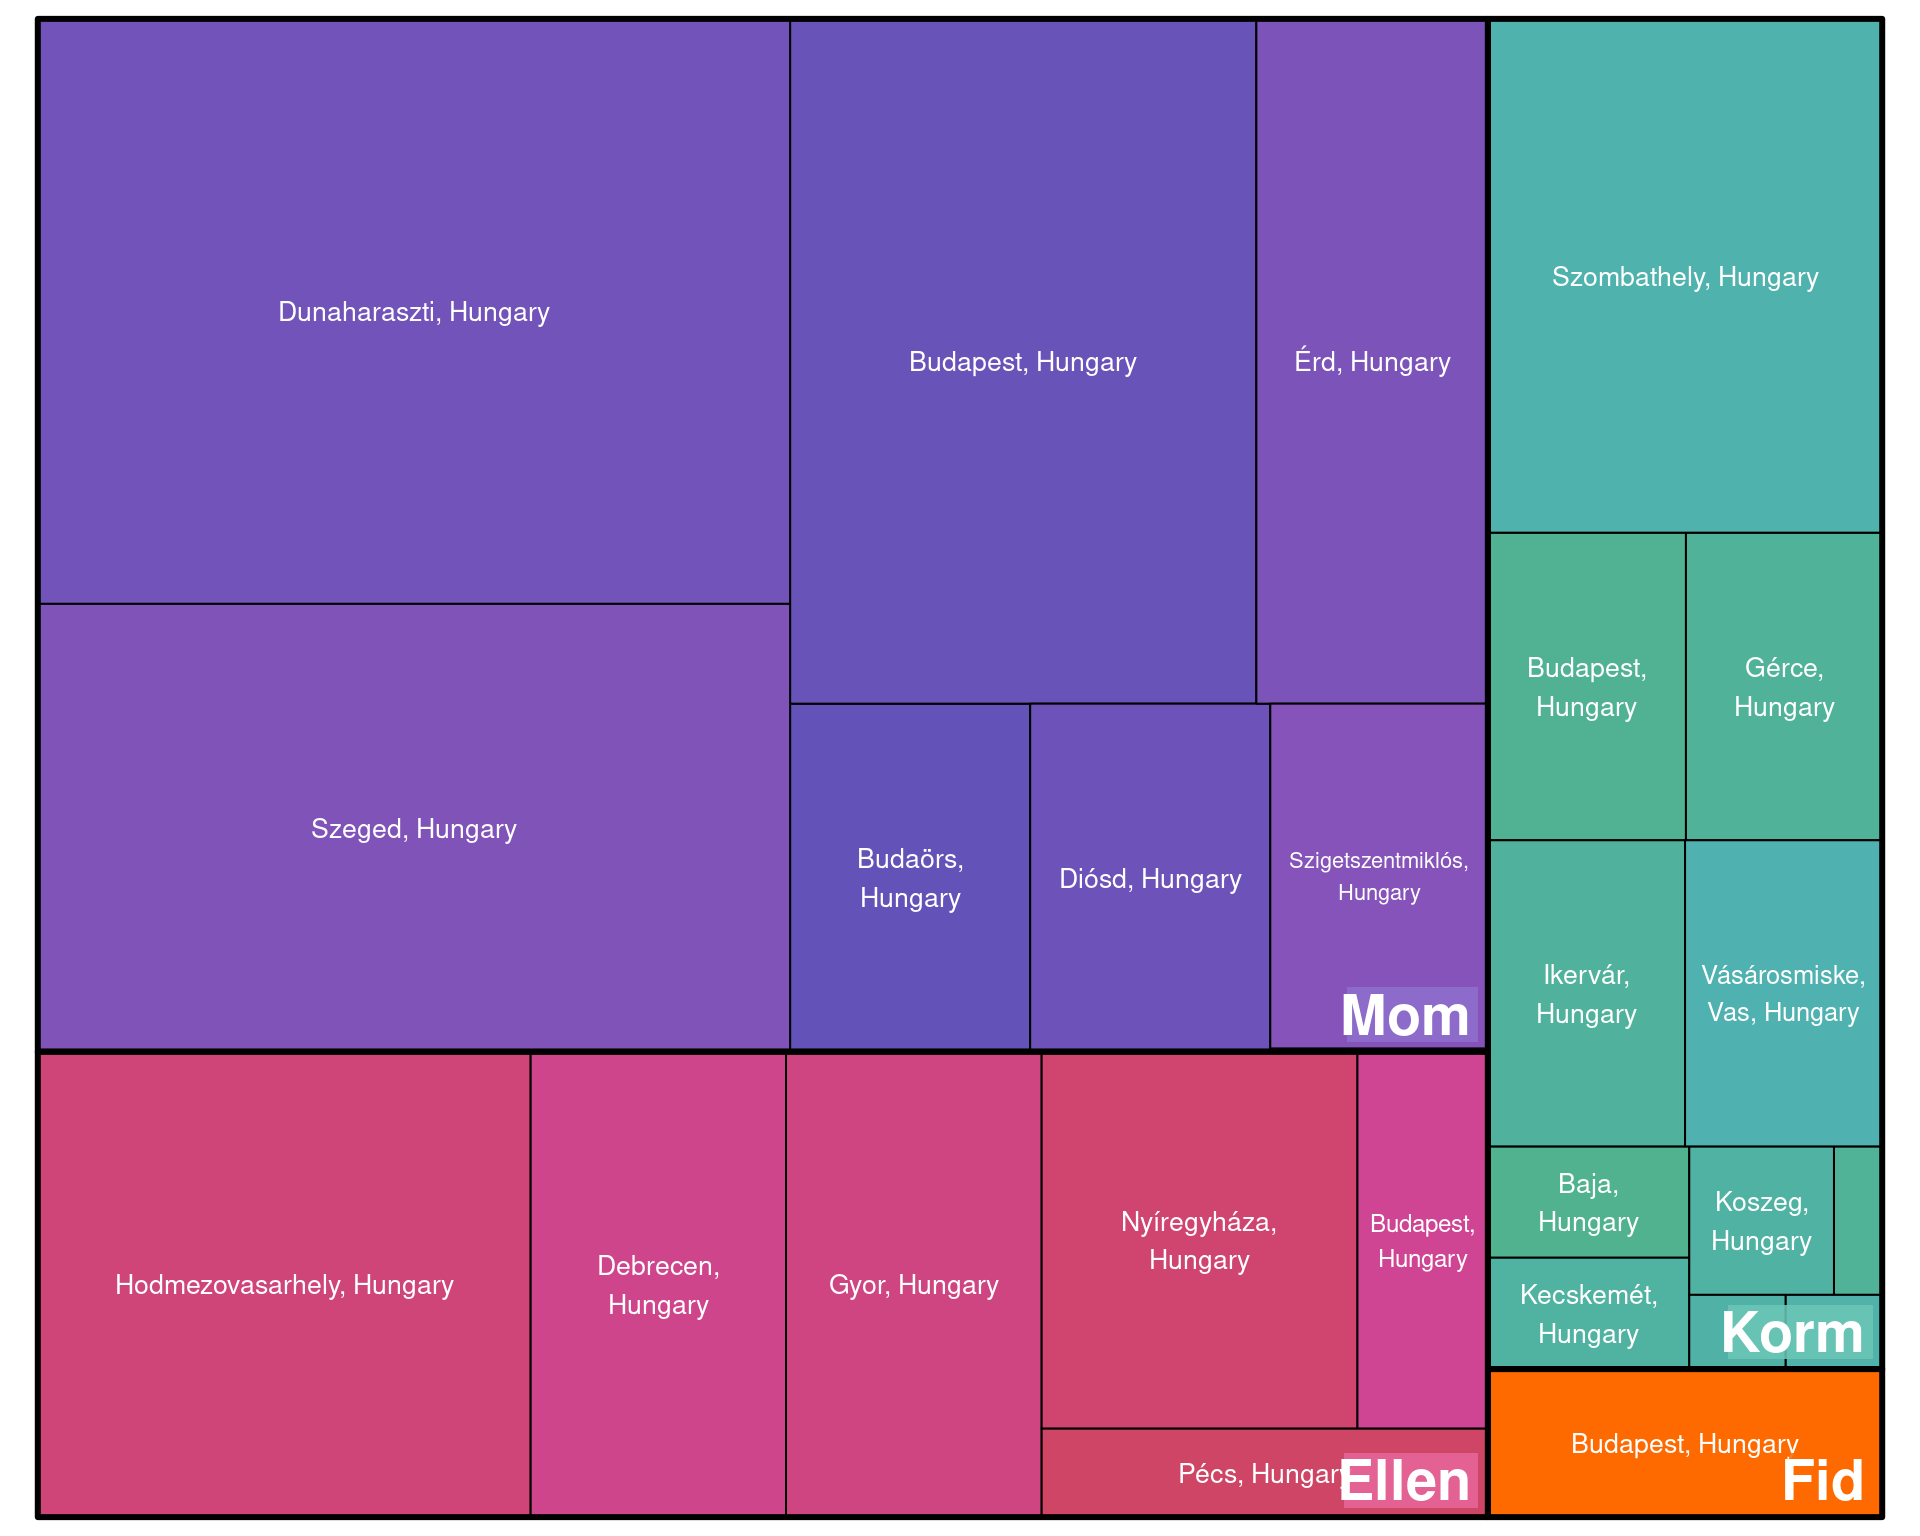 Dunaharaszti, Hungary
Szeged, Hungary
Budapest, Hungary
Érd, Hungary
Budaörs,
Hungary
Diósd, Hungary
Szigetszentmiklós,
Hungary
Mom
Hodmezovasarhely, Hungary
Debrecen,
Hungary
Gyor, Hungary
Nyíregyháza,
Hungary
Budapest,
Hungary
Pécs, Hungary
Ellen
Szombathely, Hungary
Budapest,
Hungary
Gérce,
Hungary
Ikervár,
Hungary
Vásárosmiske,
Vas, Hungary
Baja,
Hungary
Kecskemét,
Hungary
Koszeg,
Hungary
Korm
Budapest, Hungary
Fid